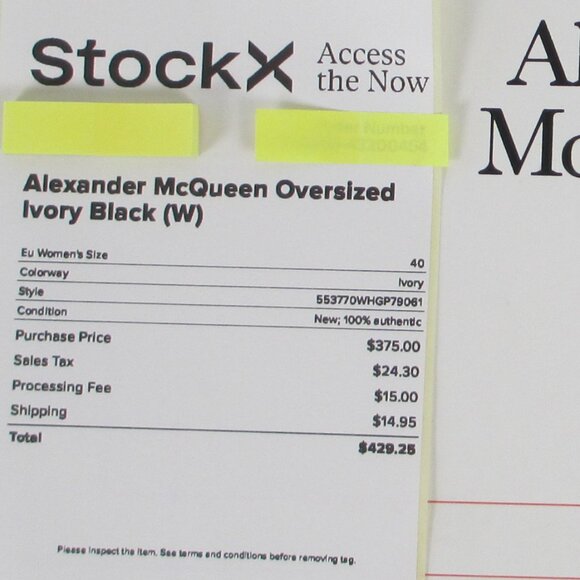 StockX
Access
the Now
Alexander McQueen Oversized
Ivory Black (W)
Eu Women's Size 40
Colorway Ivory
Style 553770WHGP79061
Condition New; 100% authentic
Purchase Price $375.00
Sales Tax $24.30
Processing Fee $15.00
Shipping $14.95
Total $429.25
Please inspect the item. See terms and conditions before removing tag.